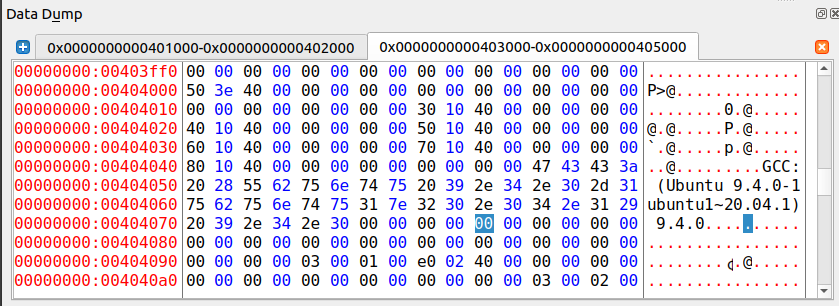 Data Dump
0x0000000000401000-0x0000000000402000 0x0000000000403000-0x0000000000405000
00000000:00403ff0 00 00 00 00 00 00 00 00 00 00 00 00 00 00 00 00 ................
00000000:00404000 50 3e 40 00 00 00 00 00 00 00 00 00 00 00 00 00 P>@.............
00000000:00404010 00 00 00 00 00 00 00 00 30 10 40 00 00 00 00 00 ........0.@.....
00000000:00404020 40 10 40 00 00 00 00 00 50 10 40 00 00 00 00 00 @.@.....P.@.....
00000000:00404030 60 10 40 00 00 00 00 00 70 10 40 00 00 00 00 00 `.@.....p.@.....
00000000:00404040 80 10 40 00 00 00 00 00 00 00 00 00 47 43 43 3a ..@.........GCC:
00000000:00404050 20 28 55 62 75 6e 74 75 20 39 2e 34 2e 30 2d 31 (Ubuntu 9.4.0-1
00000000:00404060 75 62 75 6e 74 75 31 7e 32 30 2e 30 34 2e 31 29 ubuntu1~20.04.1)
00000000:00404070 20 39 2e 34 2e 30 00 00 00 00 00 00 00 00 00 00 9.4.0..........
00000000:00404080 00 00 00 00 00 00 00 00 00 00 00 00 00 00 00 00 ................
00000000:00404090 00 00 00 00 03 00 01 00 e0 02 40 00 00 00 00 00 ........¢.@.....
00000000:004040a0 00 00 00 00 00 00 00 00 00 00 00 00 03 00 02 00 ................